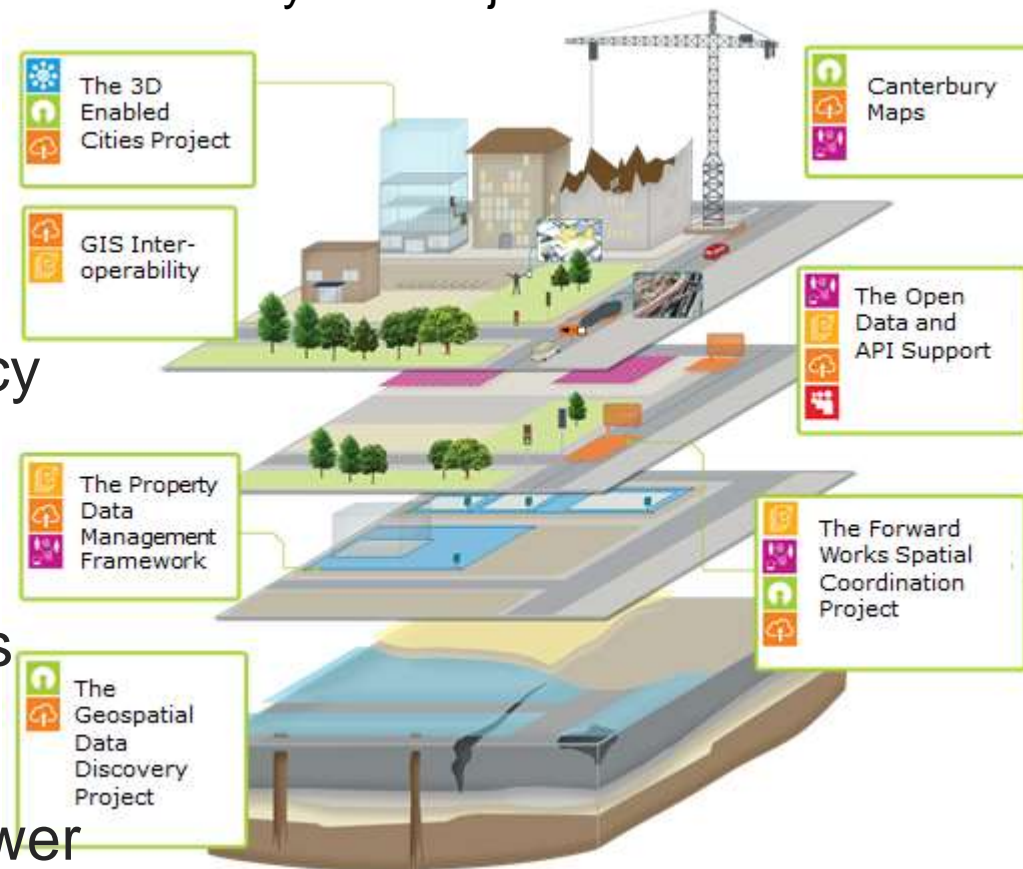 The 3D
Enabled
Cities Project
Canterbury
Maps
GIS Inter-
operability
The Open
Data and
API Support
cy
The Property
Data
Management
Framework
The Forward
Works Spatial
Coordination
Project
s
The
Geospatial
Data
Discovery
Project
wer